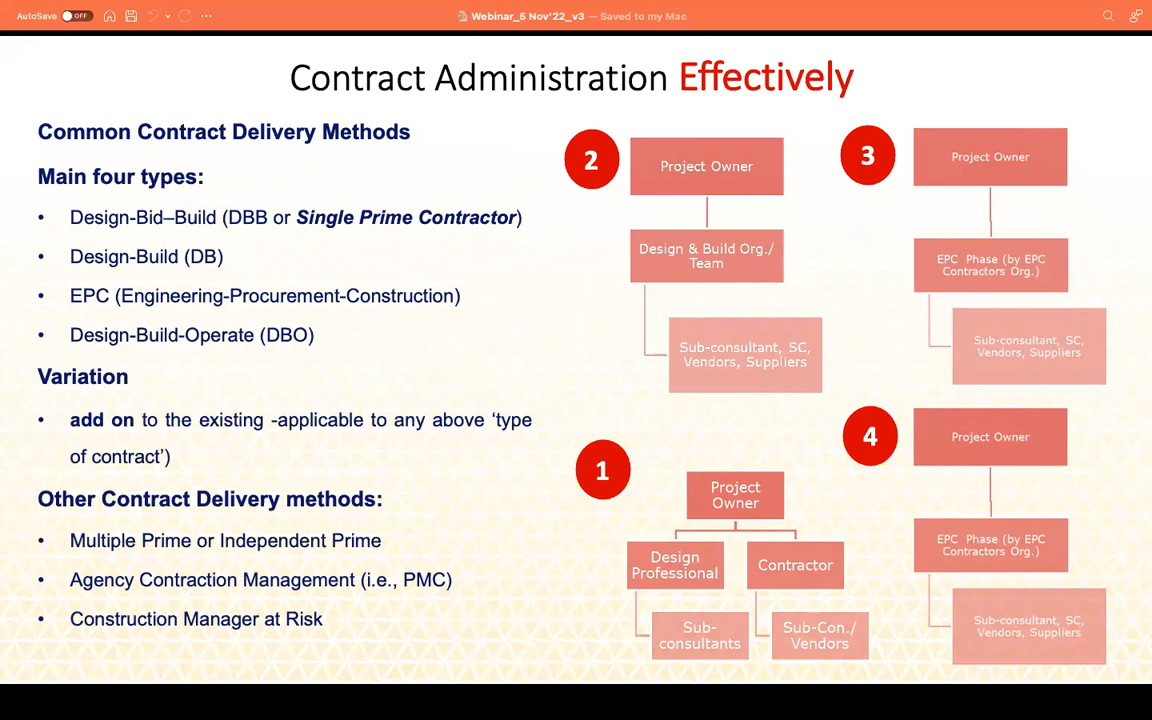 AutoSave OFF
Webinar_5 Nov'22_v3 — Saved to my Mac
Contract Administration Effectively
Common Contract Delivery Methods
Main four types:
• Design-Bid–Build (DBB or Single Prime Contractor)
• Design-Build (DB)
• EPC (Engineering-Procurement-Construction)
• Design-Build-Operate (DBO)
Variation
• add on to the existing -applicable to any above ‘type
of contract’)
Other Contract Delivery methods:
• Multiple Prime or Independent Prime
• Agency Contraction Management (i.e., PMC)
• Construction Manager at Risk
2
Project Owner
Design & Build Org./
Team
Sub-consultant, SC,
Vendors, Suppliers
3
Project Owner
EPC Phase (by EPC
Contractors Org.)
Sub-consultant, SC,
Vendors, Suppliers
1
Project
Owner
Design
Professional
Contractor
Sub-
consultants
Sub-Con./
Vendors
4
Project Owner
EPC Phase (by EPC
Contractors Org.)
Sub-consultant, SC,
Vendors, Suppliers